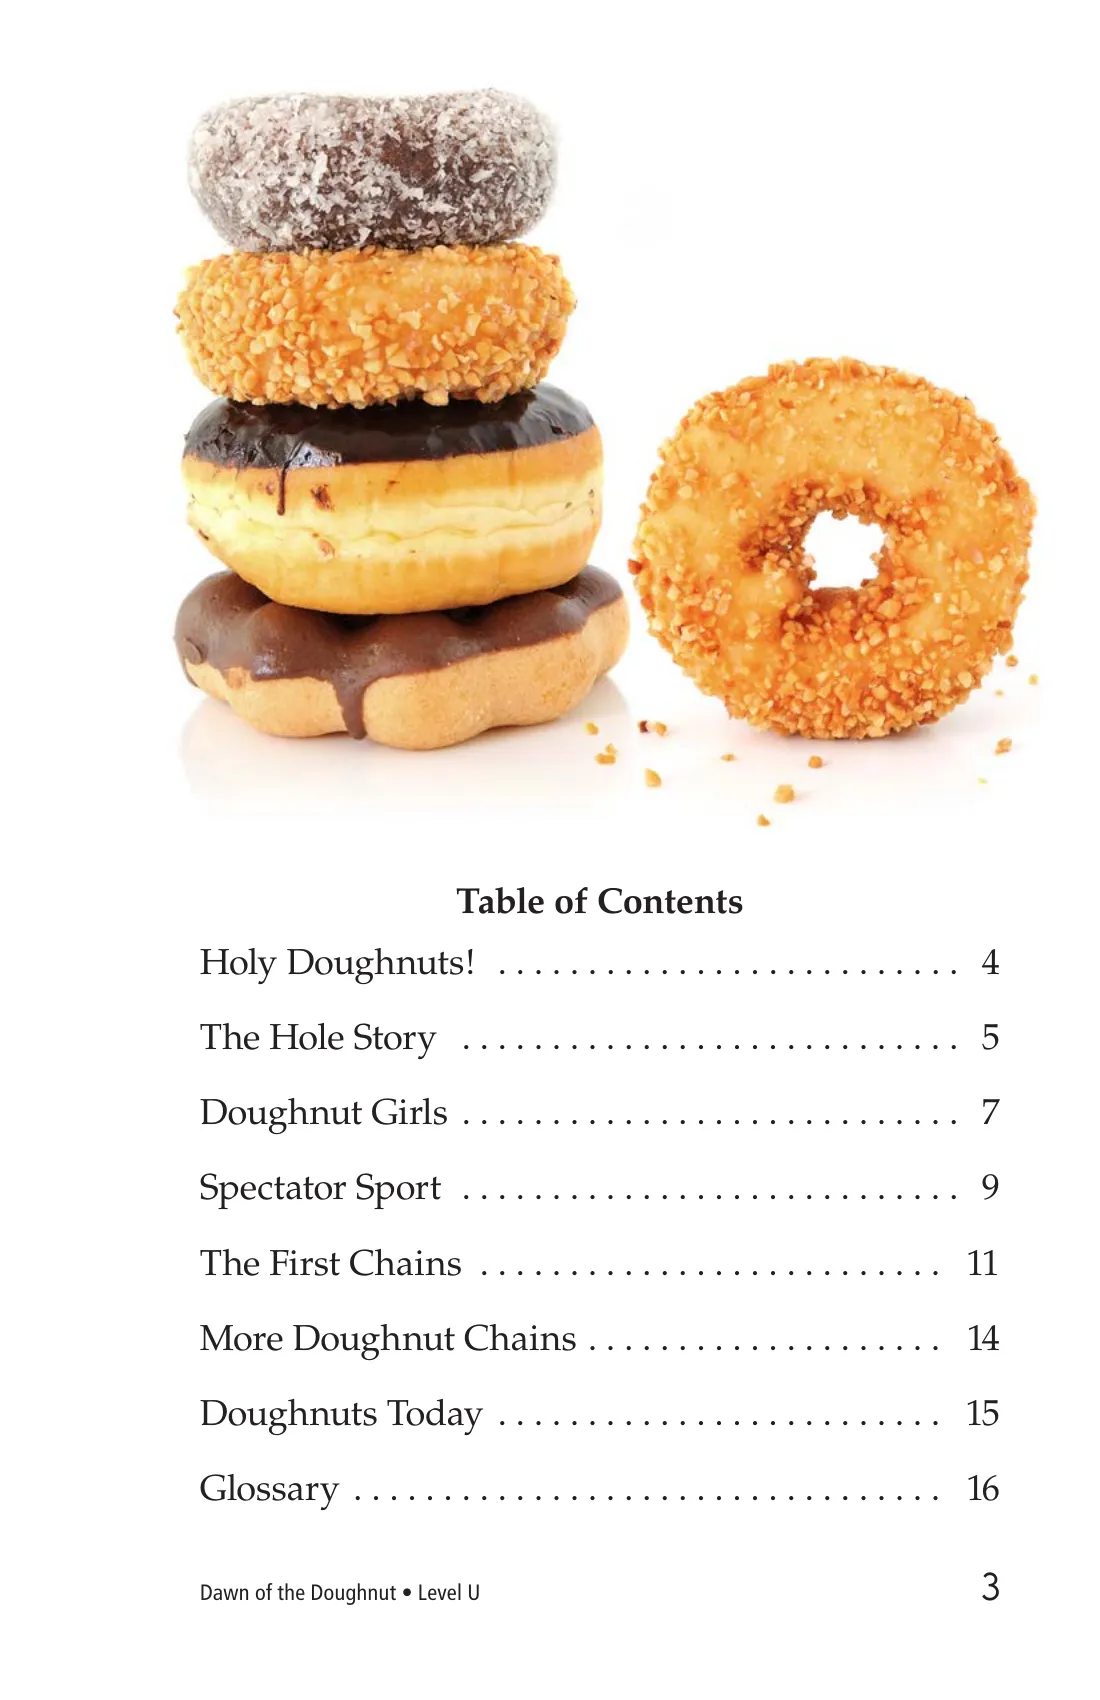 Table of Contents
Holy Doughnuts! . . . . . . . . . . . . . . . . . . . . . . . . . . 4
The Hole Story . . . . . . . . . . . . . . . . . . . . . . . . . . . . 5
Doughnut Girls . . . . . . . . . . . . . . . . . . . . . . . . . . . . 7
Spectator Sport . . . . . . . . . . . . . . . . . . . . . . . . . . . . 9
The First Chains . . . . . . . . . . . . . . . . . . . . . . . . . . 11
More Doughnut Chains . . . . . . . . . . . . . . . . . . . . 14
Doughnuts Today . . . . . . . . . . . . . . . . . . . . . . . . . 15
Glossary . . . . . . . . . . . . . . . . . . . . . . . . . . . . . . . . . 16
Dawn of the Doughnut • Level U 3